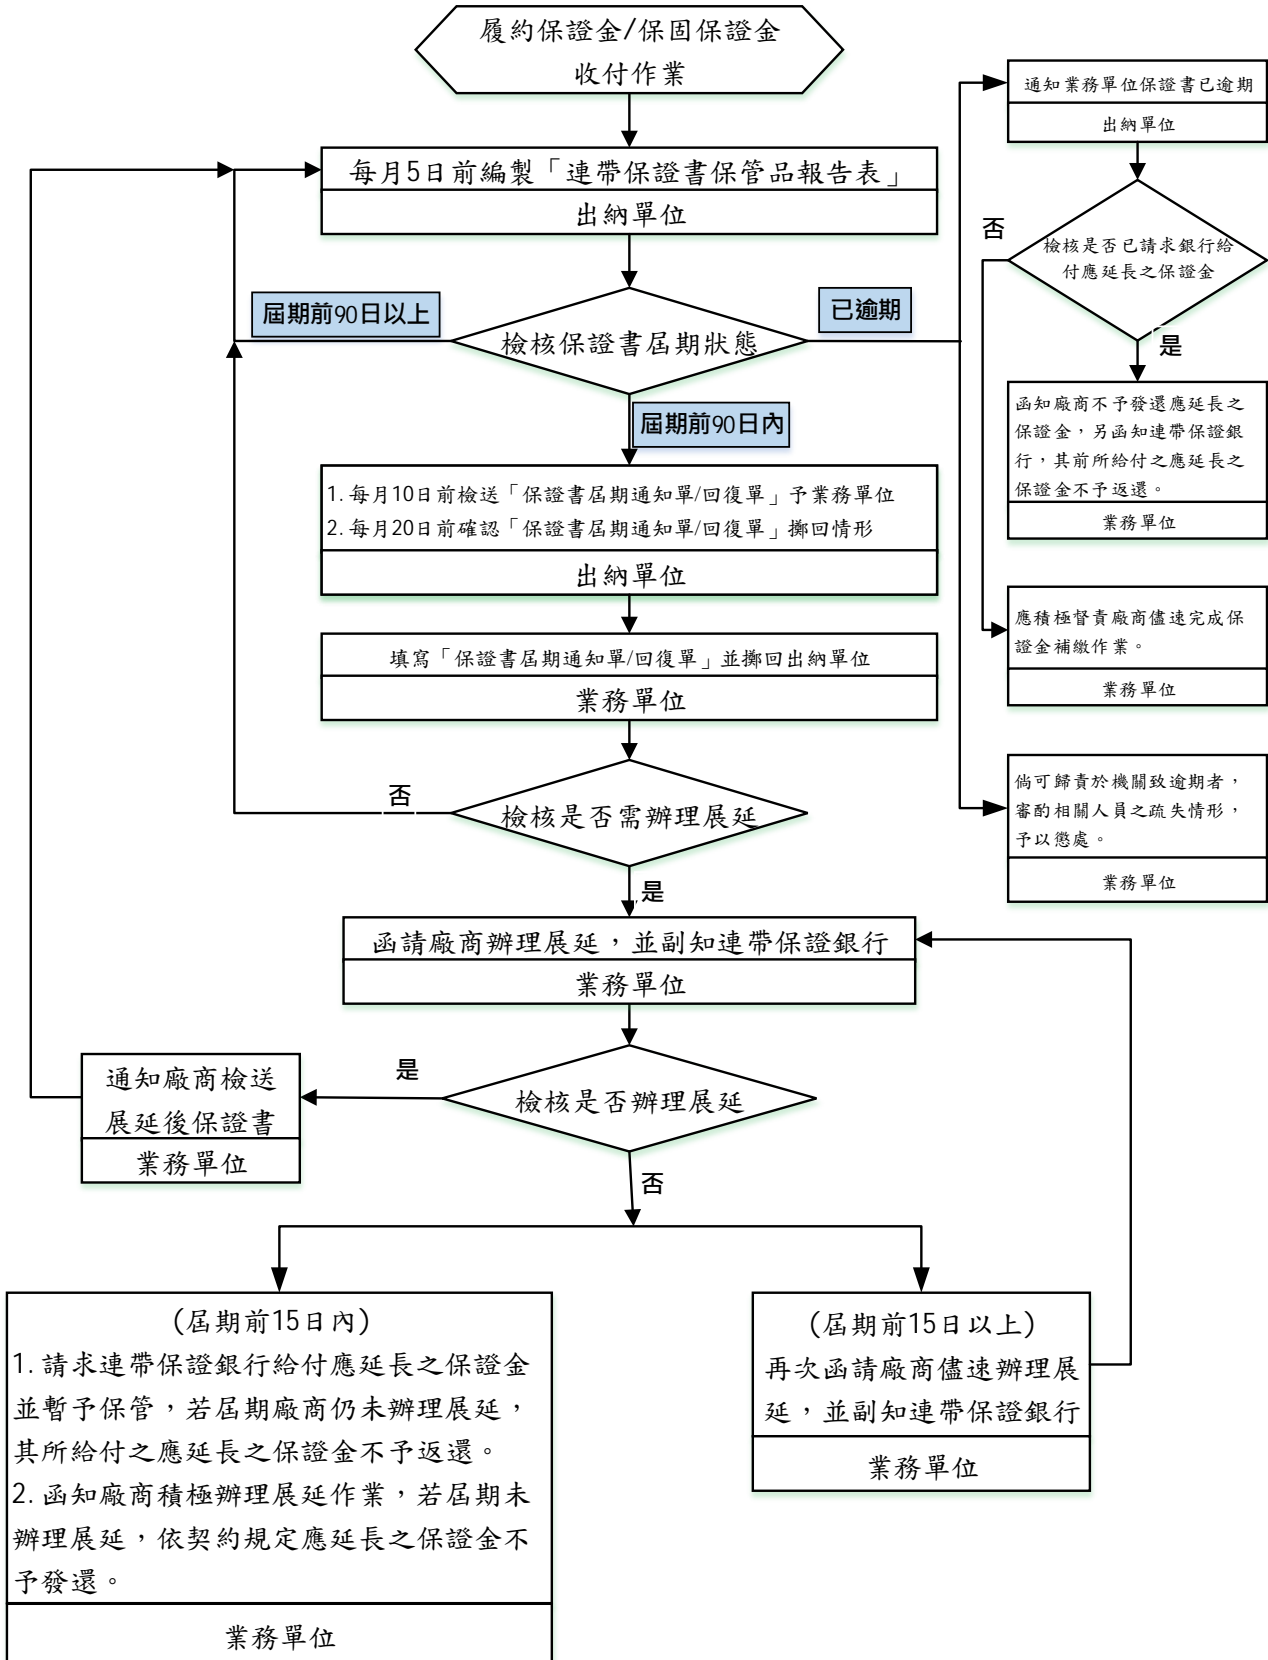 履約保證金/保固保證金
收付作業
每月5日前編製「連帶保證書保管品報告表」
出納單位
屆期前90日以上
檢核保證書屆期狀態
已逾期
屆期前90日內
1. 每月10日前檢送「保證書屆期通知單/回復單」予業務單位
2. 每月20日前確認「保證書屆期通知單/回復單」擲回情形
出納單位
填寫「保證書屆期通知單/回復單」並擲回出納單位
業務單位
否
檢核是否需辦理展延
是
函請廠商辦理展延，並副知連帶保證銀行
業務單位
是
檢核是否辦理展延
否
通知廠商檢送
展延後保證書
業務單位
(屆期前15日內)
1. 請求連帶保證銀行給付應延長之保證金
並暫予保管，若屆期廠商仍未辦理展延，
其所給付之應延長之保證金不予返還。
2. 函知廠商積極辦理展延作業，若屆期未
辦理展延，依契約規定應延長之保證金不
予發還。
業務單位
(屆期前15日以上)
再次函請廠商儘速辦理展
延，並副知連帶保證銀行
業務單位
通知業務單位保證書已逾期
出納單位
否
檢核是否已請求銀行給
付應延長之保證金
是
函知廠商不予發還應延長之
保證金，另函知連帶保證銀
行，其前所給付之應延長之
保證金不予返還。
業務單位
應積極督責廠商儘速完成保
證金補繳作業。
業務單位
倘可歸責於機關致逾期者，
審酌相關人員之疏失情形，
予以懲處。
業務單位